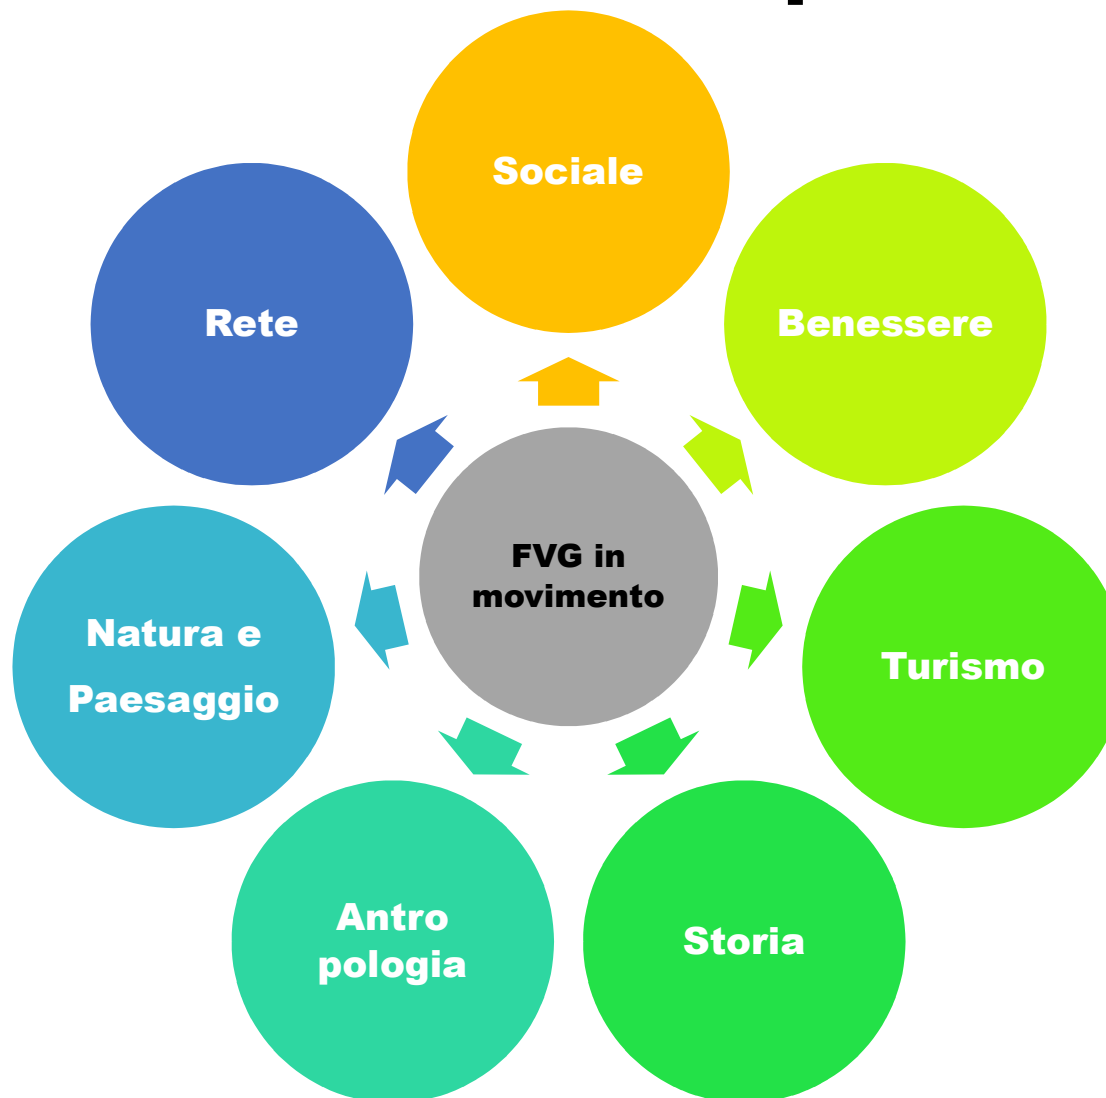 Sociale
Benessere
Turismo
Storia
Antro
pologia
Natura e
Paesaggio
Rete
FVG in
movimento